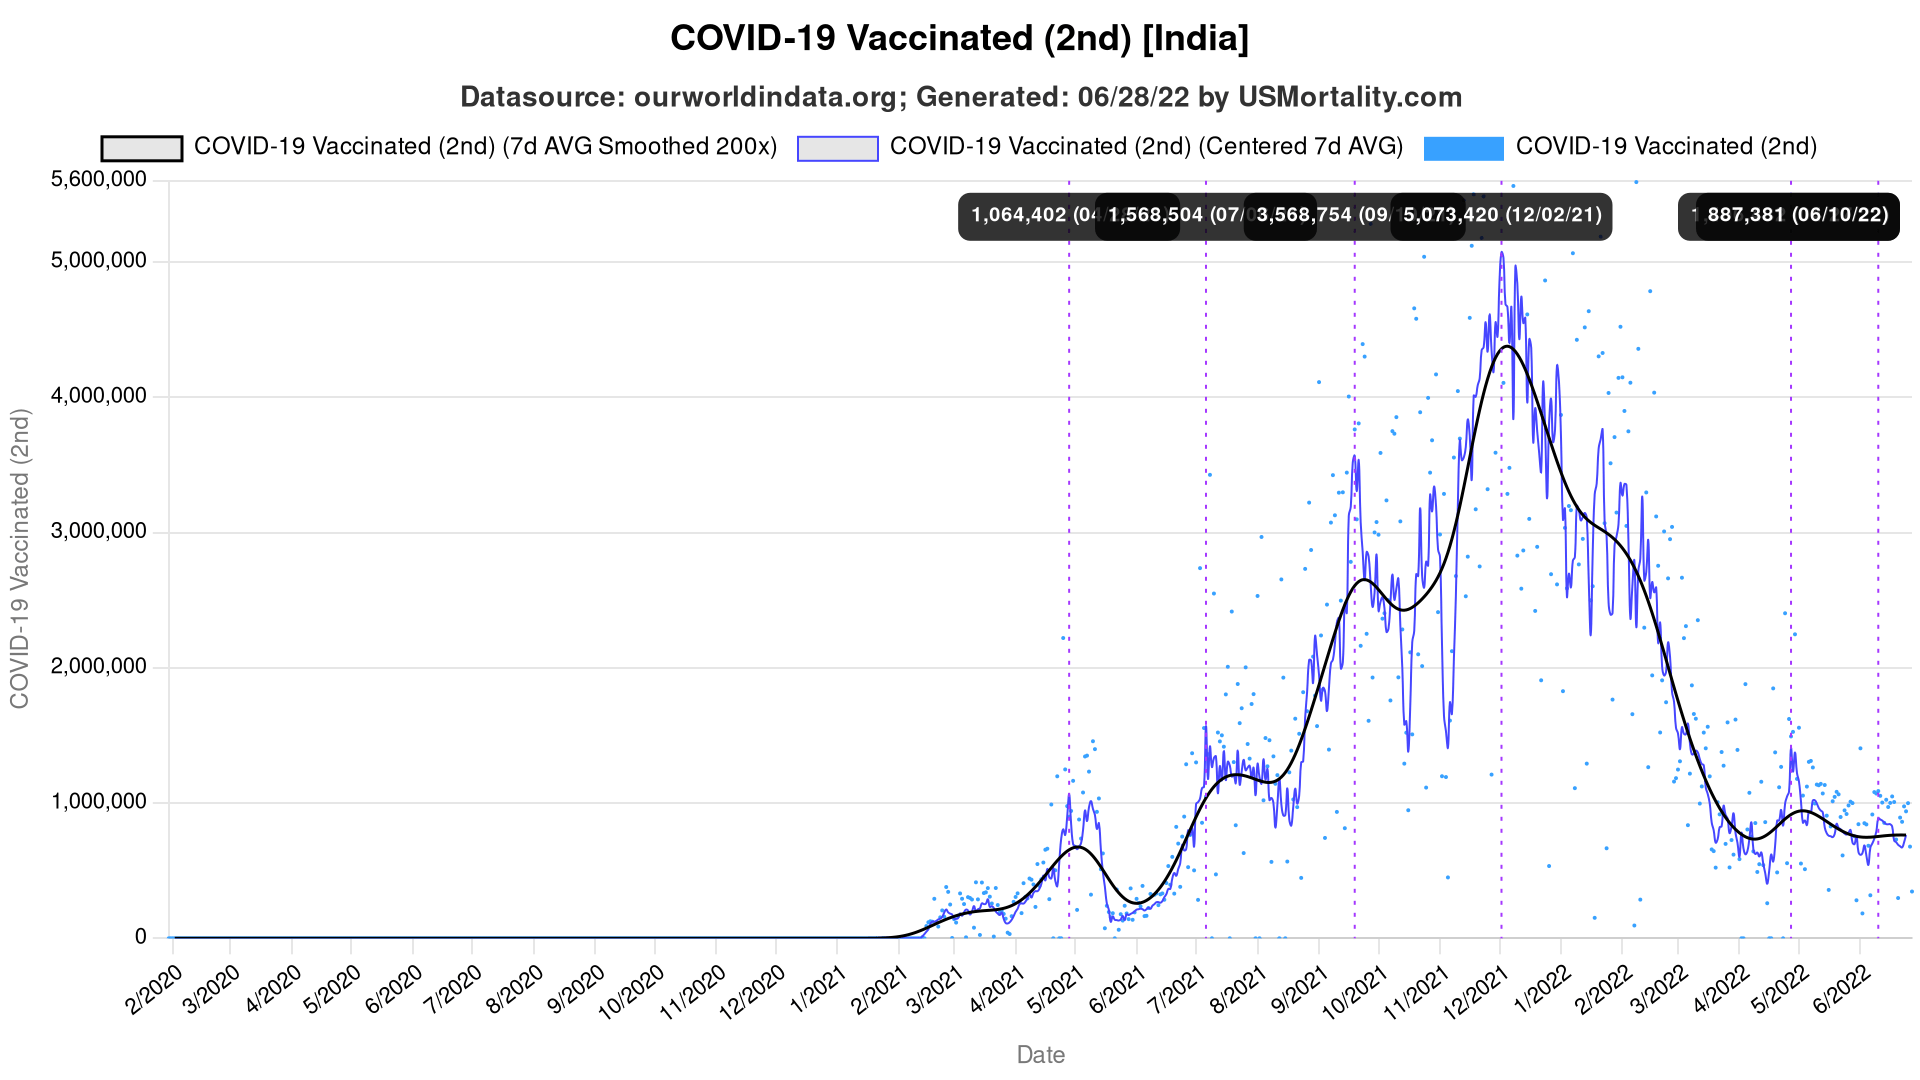 COVID-19 Vaccinated (2nd) [India]
Datasource: ourworldindata.org; Generated: 06/28/22 by USMortality.com
COVID-19 Vaccinated (2nd) (7d AVG Smoothed 200x) COVID-19 Vaccinated (2nd) (Centered 7d AVG) COVID-19 Vaccinated (2nd)
5,600,000
1,064,402 (04/ 1,568,504 (07/ 3,568,754 (09/ 5,073,420 (12/02/21) 887,381 (06/10/22)
5,000,000
4,000,000
3,000,000
2,000,000
1,000,000
0
COVID-19 Vaccinated (2nd)
2/2020 3/2020 4/2020 5/2020 6/2020 7/2020 8/2020 9/2020 10/2020 11/2020 12/2020 1/2021 2/2021 3/2021 4/2021 5/2021 6/2021 7/2021 8/2021 9/2021 10/2021 11/2021 12/2021 1/2022 2/2022 3/2022 4/2022 5/2022 6/2022
Date